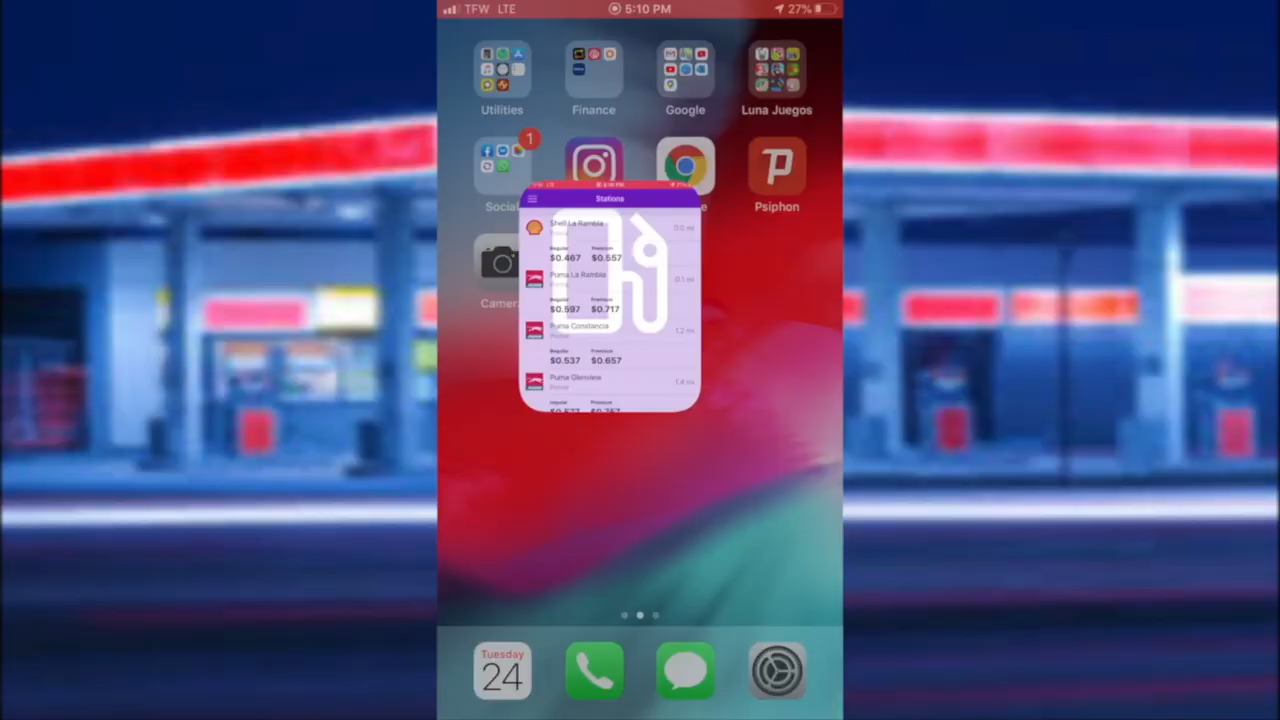 TFW LTE 5:10 PM 27%
Utilities Finance Google Luna Juegos
1
Social Psiphon
Camera
Stations
Shell La Rambla 0.0 mi
Regular Premium
$0.467 $0.557
Puma La Rambla 0.1 mi
Regular Premium
$0.597 $0.717
Puma Constancia 1.2 mi
Regular Premium
$0.537 $0.657
Puma Glenview 1.4 mi
Regular Premium
Tuesday
24